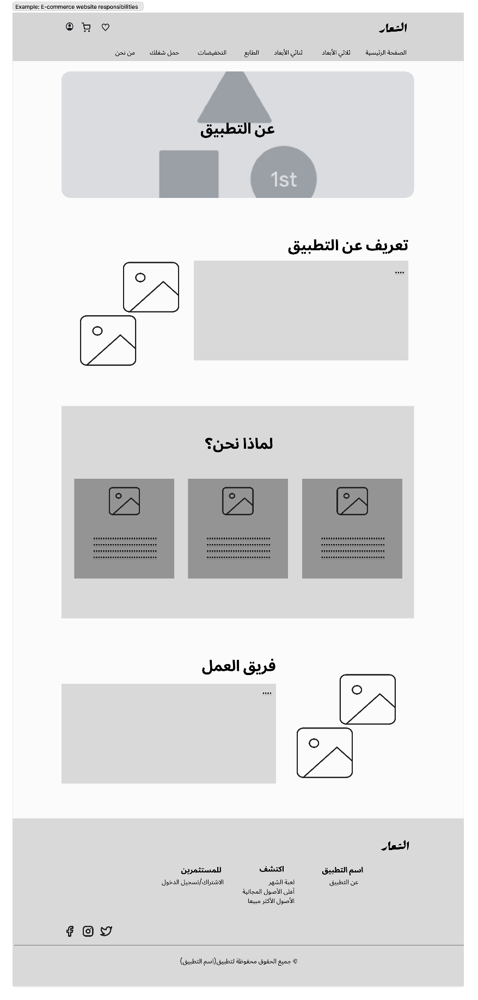 Example: E-commerce website responsibilities
الشعار
الصفحة الرئيسية ثلاثي الأبعاد ثنائي الأبعاد الطابع التخفيضات حمل شغلك من نحن
عن التطبيق
1st
تعريف عن التطبيق
....
لماذا نحن؟
فريق العمل
....
الشعار
اسم التطبيق
عن التطبيق
اكتشف
لعبة الشهر
أعلى الأصول المجانية
الأصول الأكثر مبيعا
للمستثمرين
الاشتراك/تسجيل الدخول
© جميع الحقوق محفوظة لتطبيق(اسم التطبيق)